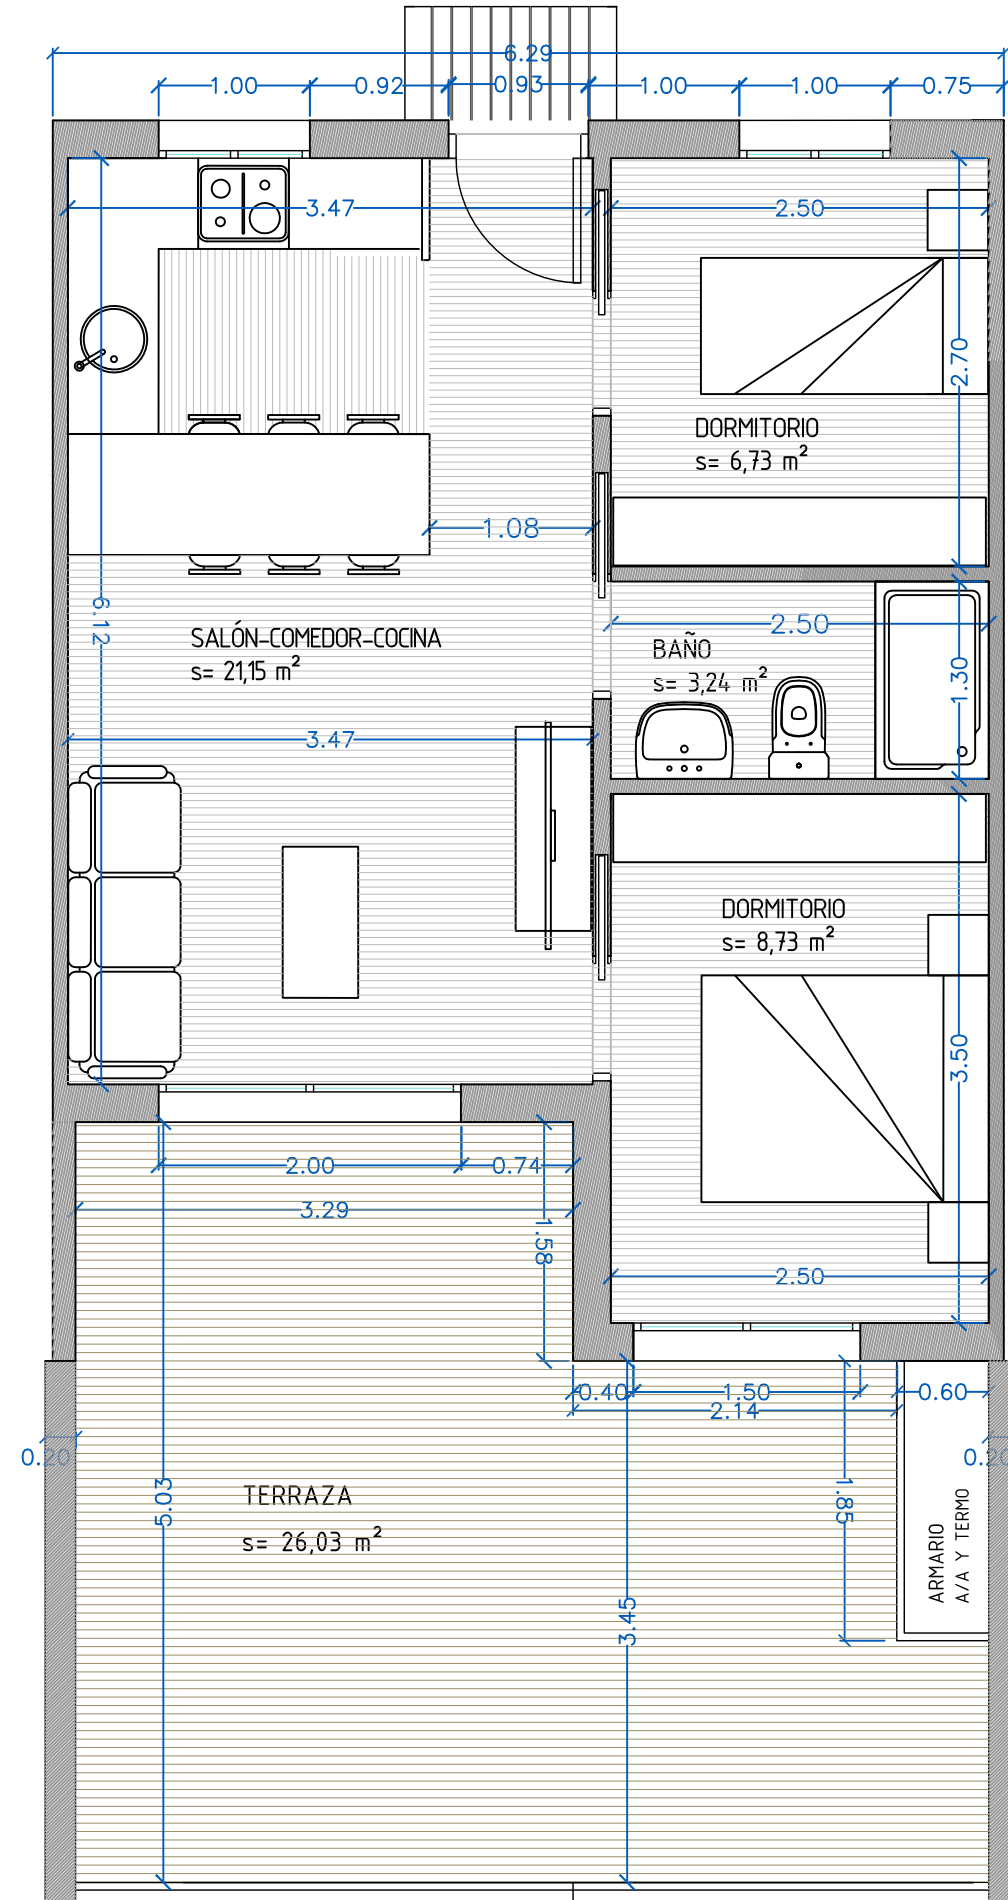 6.29
1.00
0.92
0.93
1.00
1.00
0.75
3.47
2.50
2.70
DORMITORIO
s= 6,73 m²
1.08
6.12
SALÓN-COMEDOR-COCINA
s= 21,15 m²
2.50
BAÑO
s= 3,24 m²
1.30
3.47
DORMITORIO
s= 8,73 m²
3.50
2.00
0.74
3.29
1.58
2.50
0.40
1.50
0.60
2.14
0.20
0.20
5.03
TERRAZA
s= 26,03 m²
1.85
ARMARIO
A/A Y TERMO
3.45